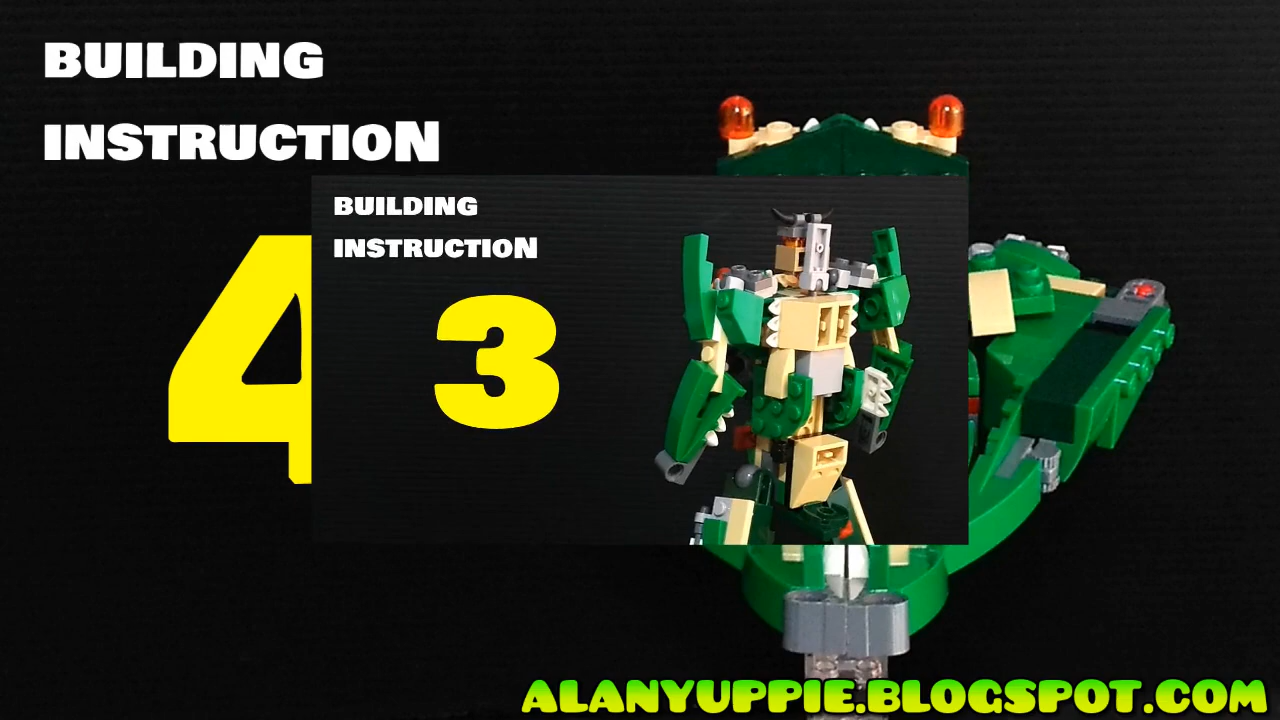 BUILDING
INSTRUCTION
4
BUILDING
INSTRUCTION
3
ALANYUPPIE.BLOGSPOT.COM